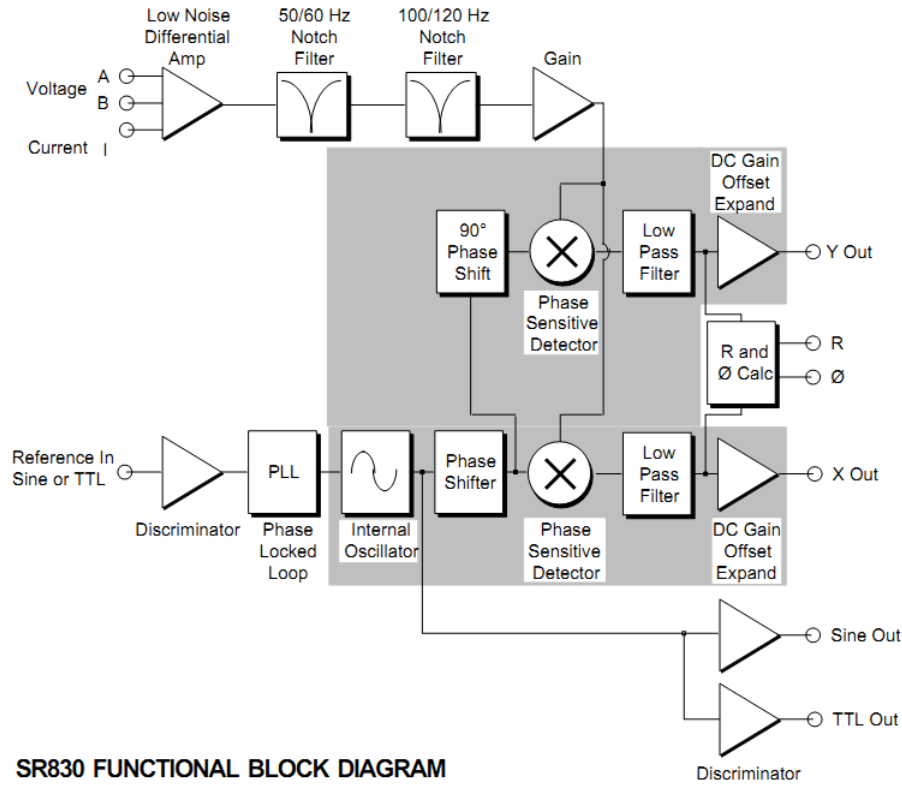 Low Noise
Differential
Amp
50/60 Hz
Notch
Filter
100/120 Hz
Notch
Filter
Gain
Voltage
A
B
Current
I
DC Gain
Offset
Expand
90°
Phase
Shift
Low
Pass
Filter
Y Out
Phase
Sensitive
Detector
R and
Ø Calc
R
Ø
Reference In
Sine or TTL
PLL
Phase
Shifter
Low
Pass
Filter
X Out
Discriminator
Phase
Locked
Loop
Internal
Oscillator
Phase
Sensitive
Detector
DC Gain
Offset
Expand
Sine Out
TTL Out
Discriminator
SR830 FUNCTIONAL BLOCK DIAGRAM